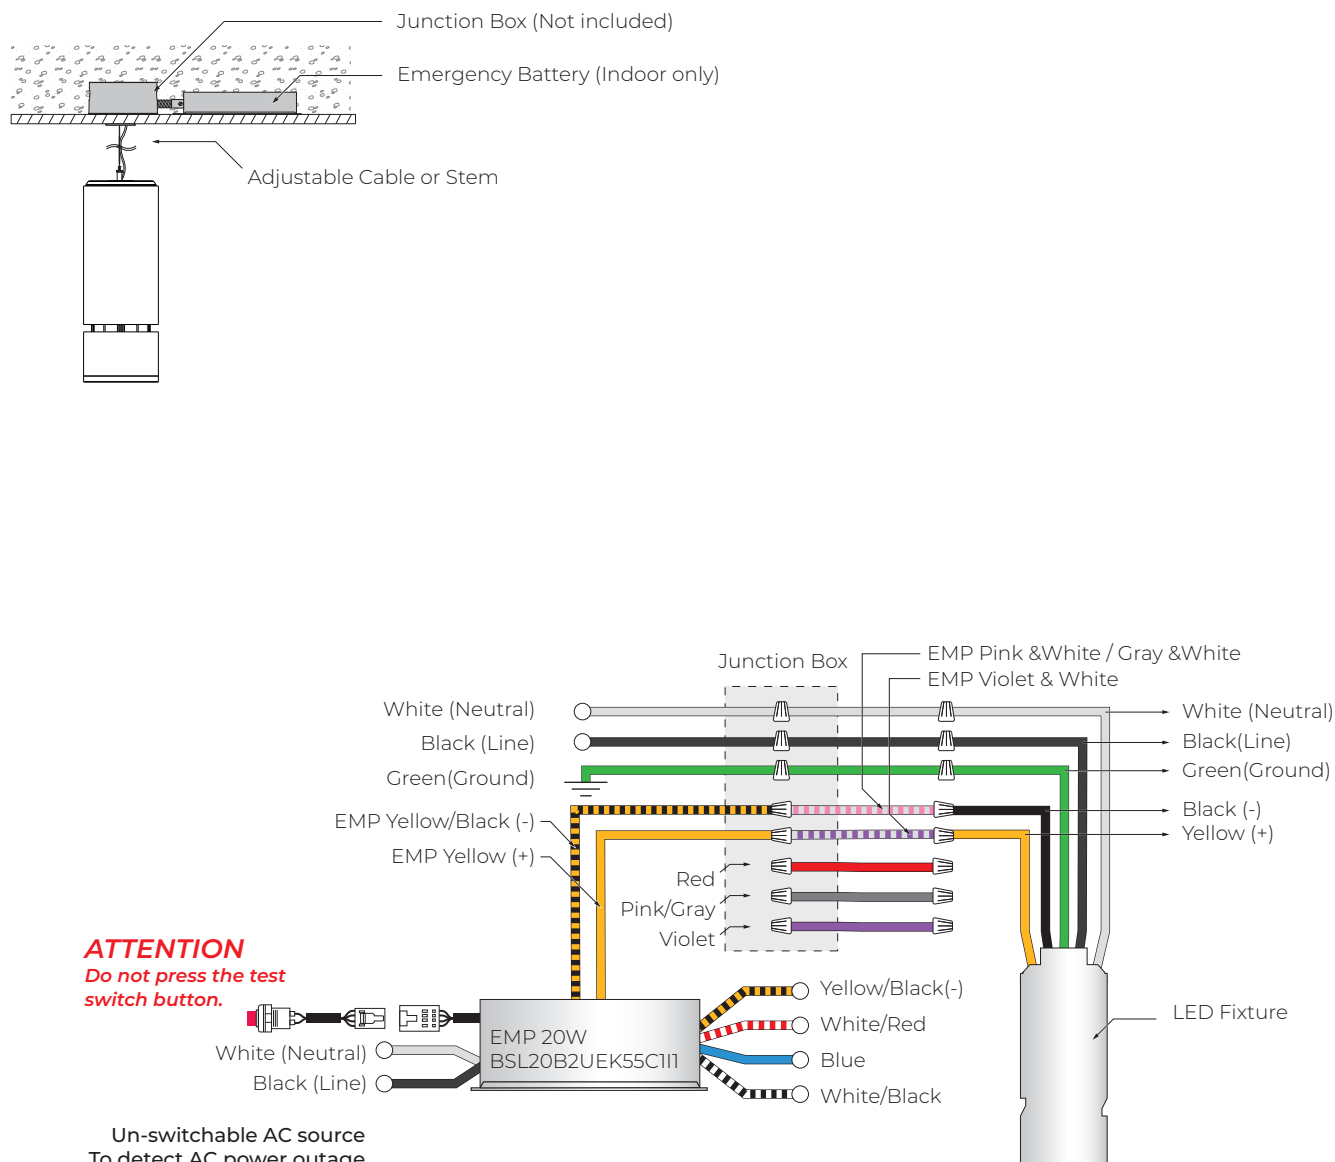 Junction Box (Not included)
Emergency Battery (Indoor only)
Adjustable Cable or Stem
Junction Box
EMP Pink &White / Gray &White
EMP Violet & White
White (Neutral)
White (Neutral)
Black (Line)
Black(Line)
Green(Ground)
Green(Ground)
EMP Yellow/Black (-)
Black (-)
Yellow (+)
EMP Yellow (+)
Red
Pink/Gray
Violet
ATTENTION
Do not press the test
switch button.
Yellow/Black(-)
White/Red
Blue
White/Black
LED Fixture
EMP 20W
BSL20B2UEK55C1I1
White (Neutral)
Black (Line)
Un-switchable AC source
To detect AC power outage